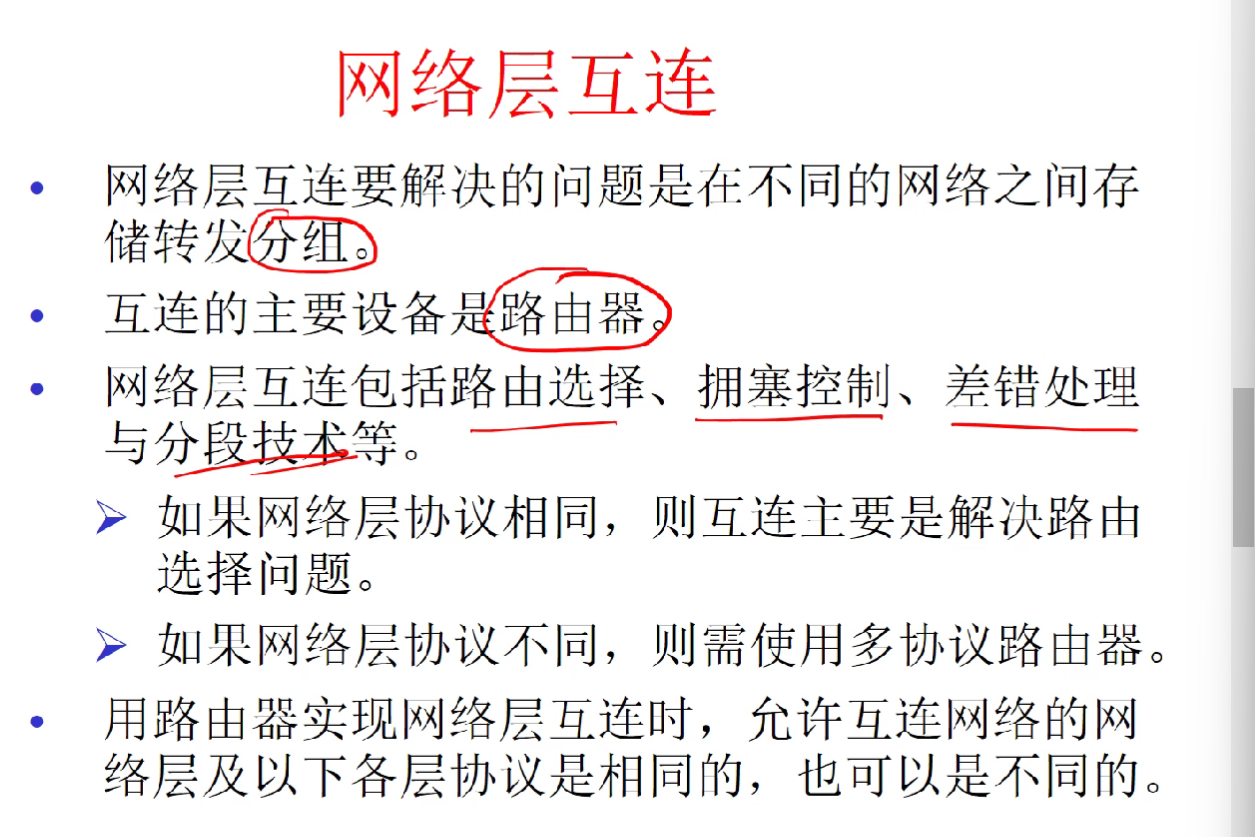 网络层互连
• 网络层互连要解决的问题是在不同的网络之间存
储转发分组。
• 互连的主要设备是路由器。
• 网络层互连包括路由选择、拥塞控制、差错处理
与分段技术等。
➢ 如果网络层协议相同，则互连主要是解决路由
选择问题。
➢ 如果网络层协议不同，则需使用多协议路由器。
• 用路由器实现网络层互连时，允许互连网络的网
络层及以下各层协议是相同的，也可以是不同的。